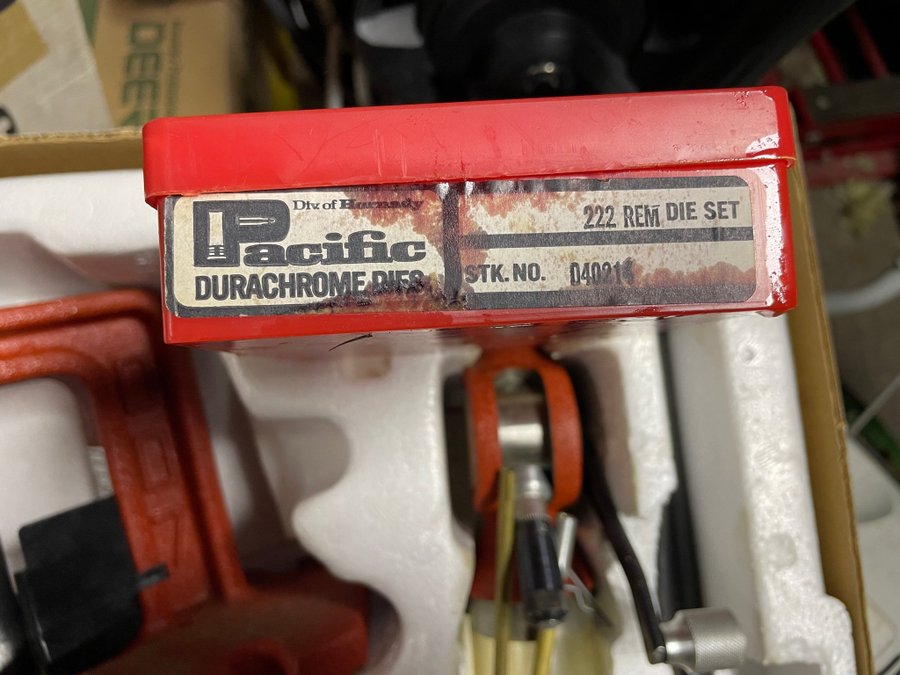 Div. of Hornady
Pacific
DURACHROME DIES
222 REM DIE SET
STK. NO.